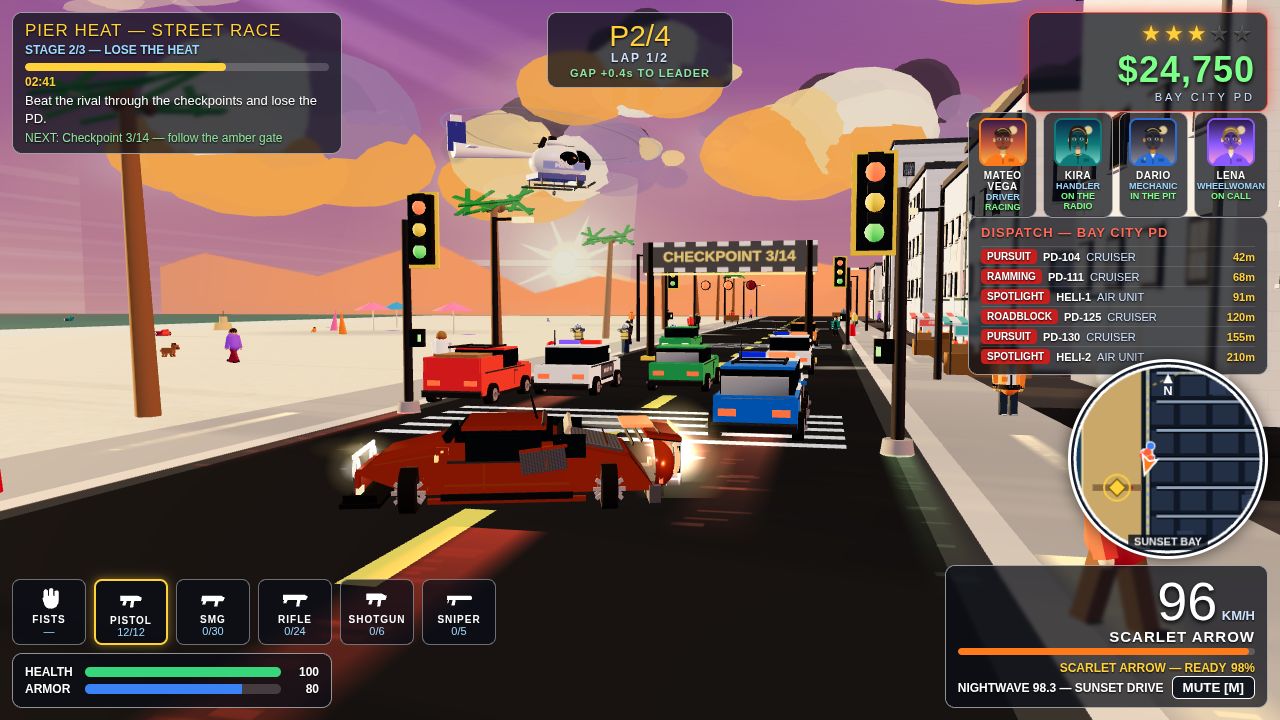 PIER HEAT — STREET RACE
STAGE 2/3 — LOSE THE HEAT
02:41
Beat the rival through the checkpoints and lose the
PD.
NEXT: Checkpoint 3/14 — follow the amber gate
P2/4
LAP 1/2
GAP +0.4s TO LEADER
★★★★★
$24,750
BAY CITY PD
MATEO
VEGA
DRIVER
RACING
KIRA
HANDLER
ON THE
RADIO
DARIO
MECHANIC
IN THE PIT
LENA
WHEELWOMAN
ON CALL
DISPATCH — BAY CITY PD
PURSUIT PD-104 CRUISER 42m
RAMMING PD-111 CRUISER 68m
SPOTLIGHT HELI-1 AIR UNIT 91m
ROADBLOCK PD-125 CRUISER 120m
PURSUIT PD-130 CRUISER 155m
SPOTLIGHT HELI-2 AIR UNIT 210m
CHECKPOINT 3/14
N
SUNSET BAY
FISTS
—
PISTOL
12/12
SMG
0/30
RIFLE
0/24
SHOTGUN
0/6
SNIPER
0/5
HEALTH 100
ARMOR 80
96 KM/H
SCARLET ARROW
SCARLET ARROW — READY 98%
NIGHTWAVE 98.3 — SUNSET DRIVE MUTE [M]